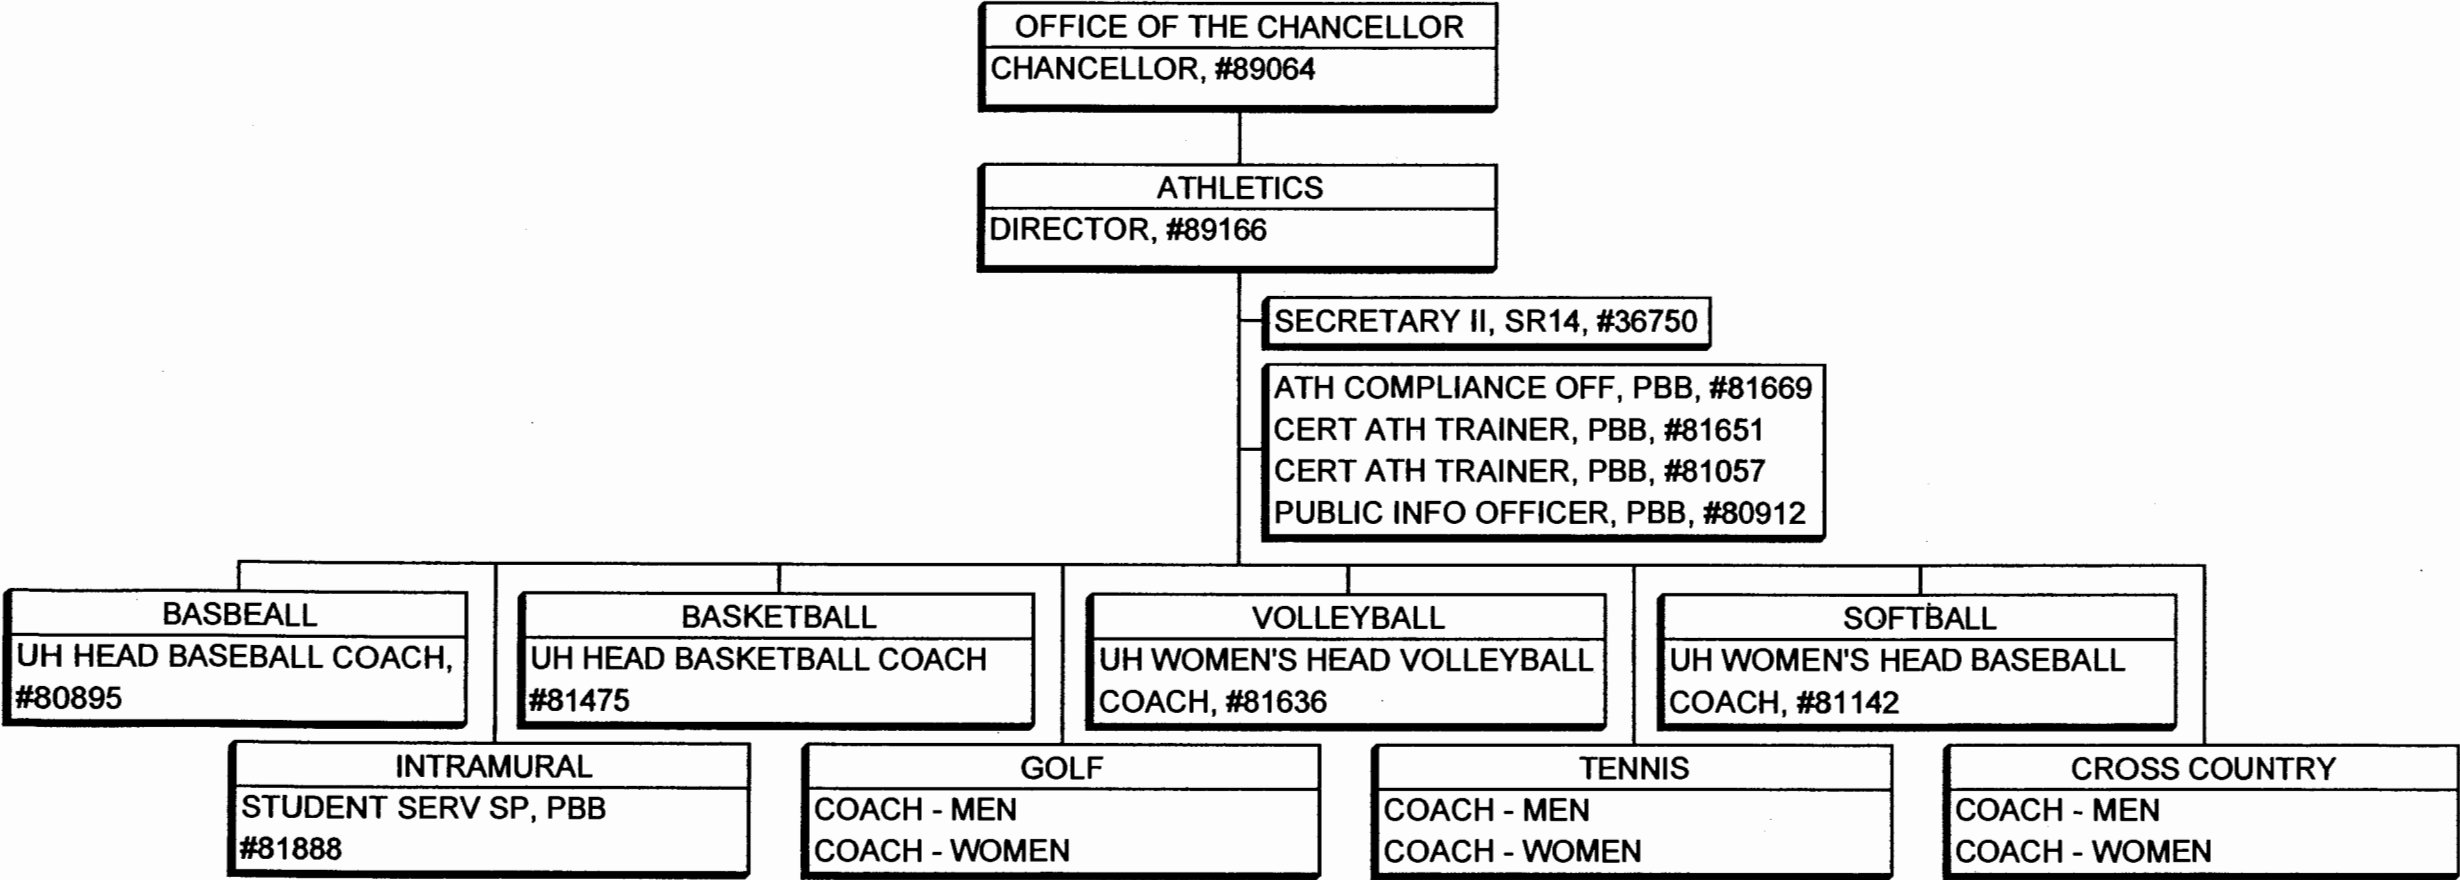 OFFICE OF THE CHANCELLOR
CHANCELLOR, #89064
ATHLETICS
DIRECTOR, #89166
SECRETARY II, SR14, #36750
ATH COMPLIANCE OFF, PBB, #81669
CERT ATH TRAINER, PBB, #81651
CERT ATH TRAINER, PBB, #81057
PUBLIC INFO OFFICER, PBB, #80912
BASBEALL
UH HEAD BASEBALL COACH,
#80895
BASKETBALL
UH HEAD BASKETBALL COACH
#81475
VOLLEYBALL
UH WOMEN'S HEAD VOLLEYBALL
COACH, #81636
SOFTBALL
UH WOMEN'S HEAD BASEBALL
COACH, #81142
INTRAMURAL
STUDENT SERV SP, PBB
#81888
GOLF
COACH - MEN
COACH - WOMEN
TENNIS
COACH - MEN
COACH - WOMEN
CROSS COUNTRY
COACH - MEN
COACH - WOMEN